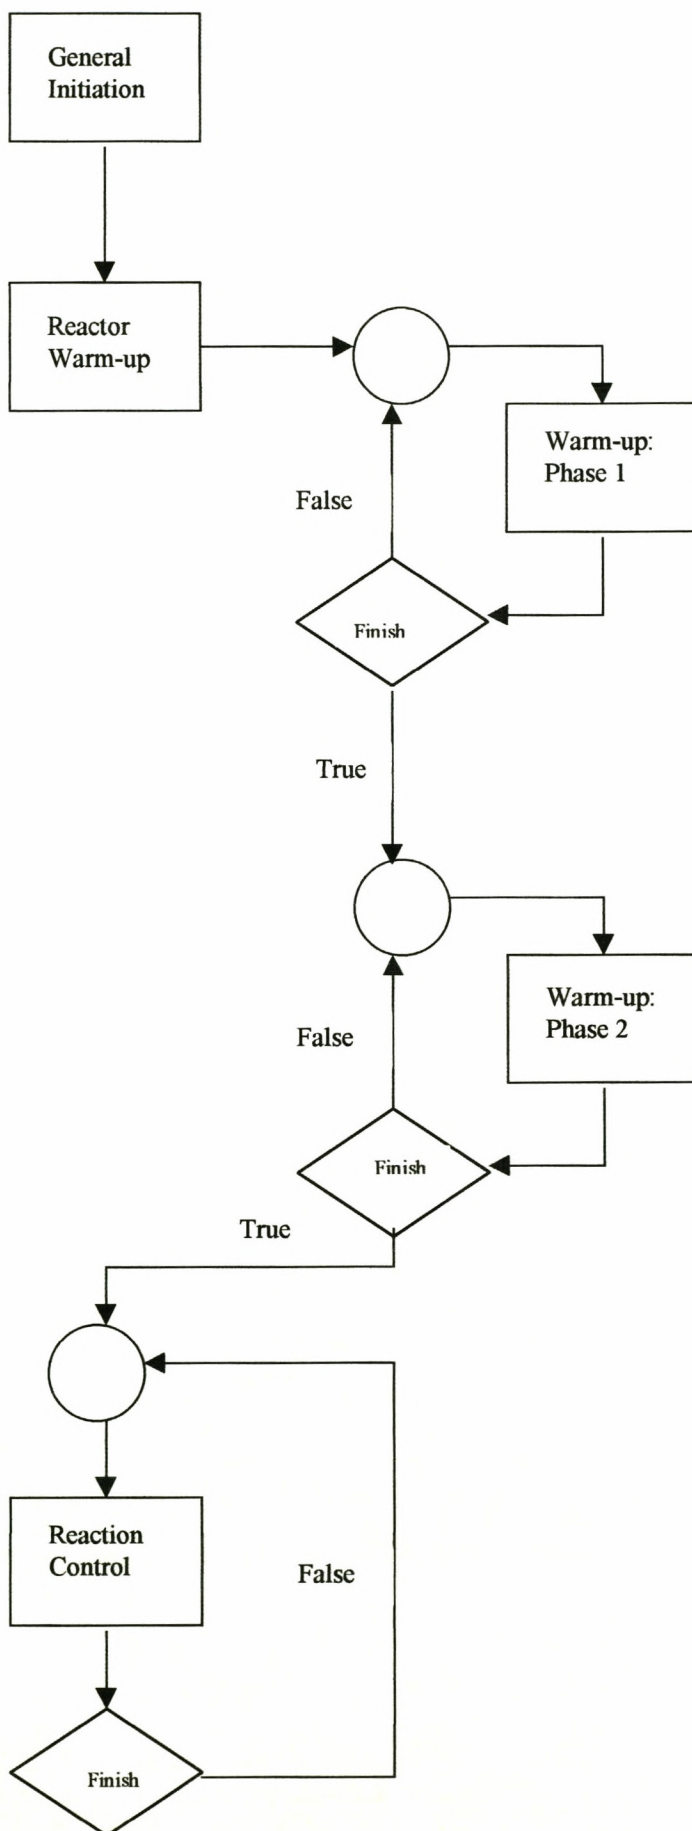 General
Initiation
Reactor
Warm-up
Warm-up:
Phase 1
False
Finish
True
Warm-up:
Phase 2
False
Finish
True
Reaction
Control
False
Finish